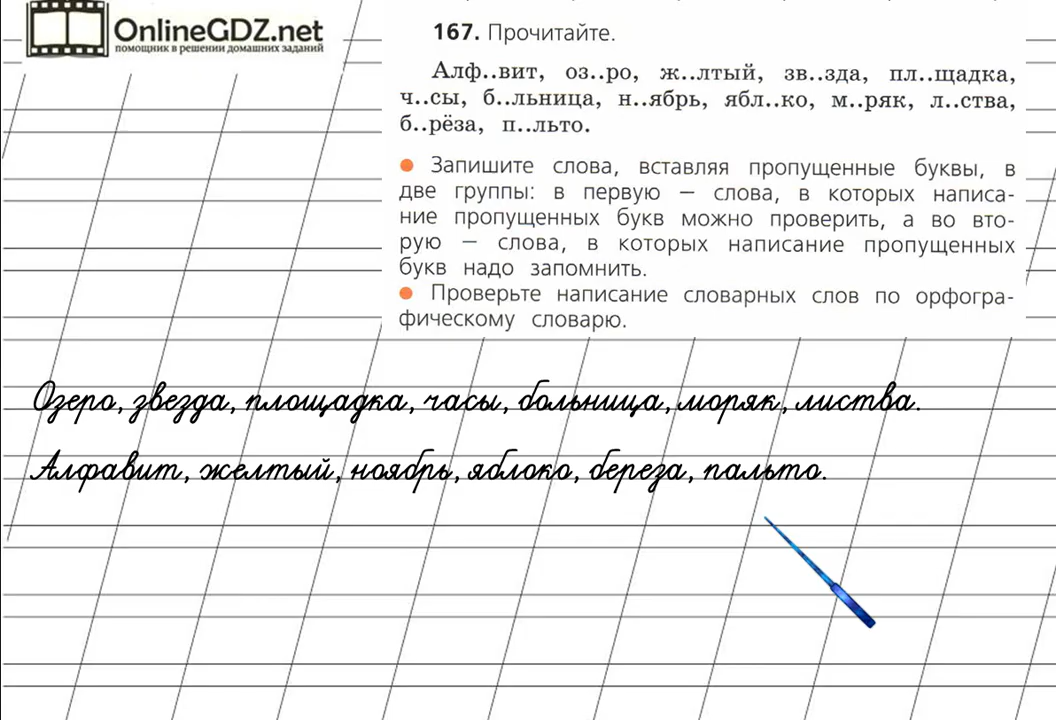 OnlineGDZ.net
помощник в решении домашних заданий
167. Прочитайте.
Алф..вит, оз..ро, ж..лтый, зв..зда, пл..щадка,
ч..сы, б..льница, н..ябрь, ябл..ко, м..ряк, л..ства,
б..рёза, п..льто.
Запишите слова, вставляя пропущенные буквы, в
две группы: в первую – слова, в которых написа-
ние пропущенных букв можно проверить, а во вто-
рую – слова, в которых написание пропущенных
букв надо запомнить.
Проверьте написание словарных слов по орфогра-
фическому словарю.
Озеро, звезда, площадка, часы, больница, моряк, листва.
Алфавит, желтый, ноябрь, яблоко, береза, пальто.